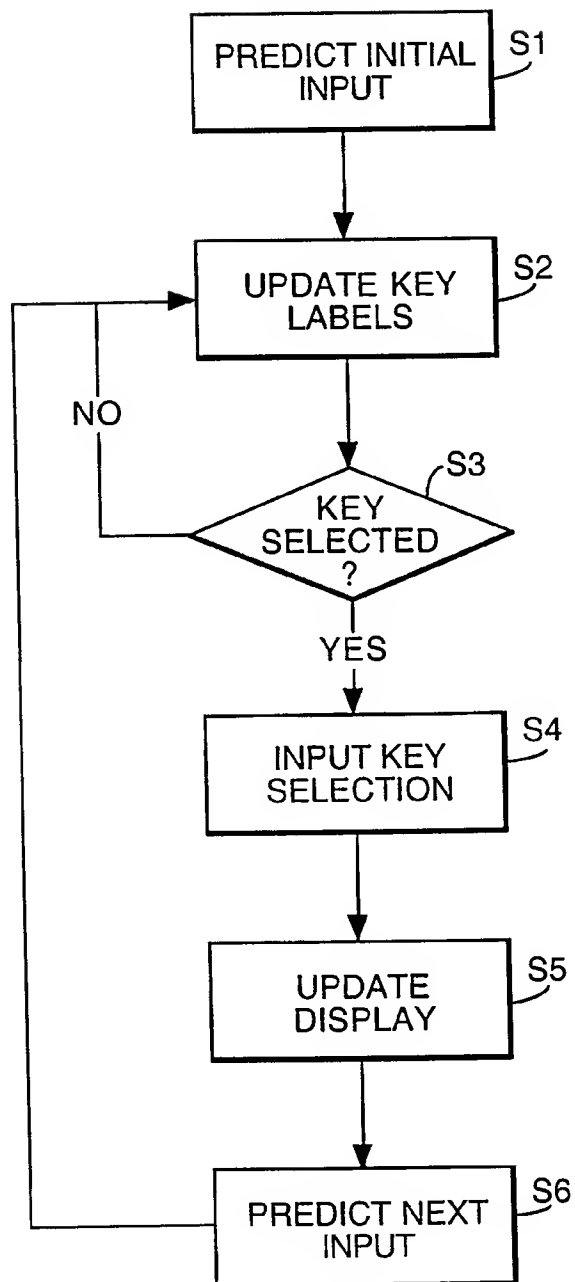 PREDICT INITIAL
INPUT
S1
UPDATE KEY
LABELS
S2
NO
KEY
SELECTED
?
S3
YES
INPUT KEY
SELECTION
S4
UPDATE
DISPLAY
S5
PREDICT NEXT
INPUT
S6